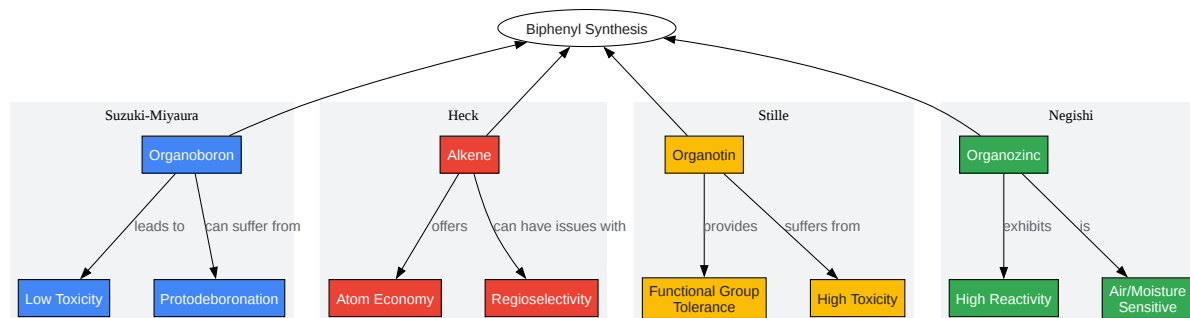 Biphenyl Synthesis
Suzuki-Miyaura
Heck
Stille
Negishi
Organoboron
Alkene
Organotin
Organozinc
leads to
can suffer from
offers
can have issues with
provides
suffers from
exhibits
is
Low Toxicity
Protodeboronation
Atom Economy
Regioselectivity
Functional Group
Tolerance
High Toxicity
High Reactivity
Air/Moisture
Sensitive